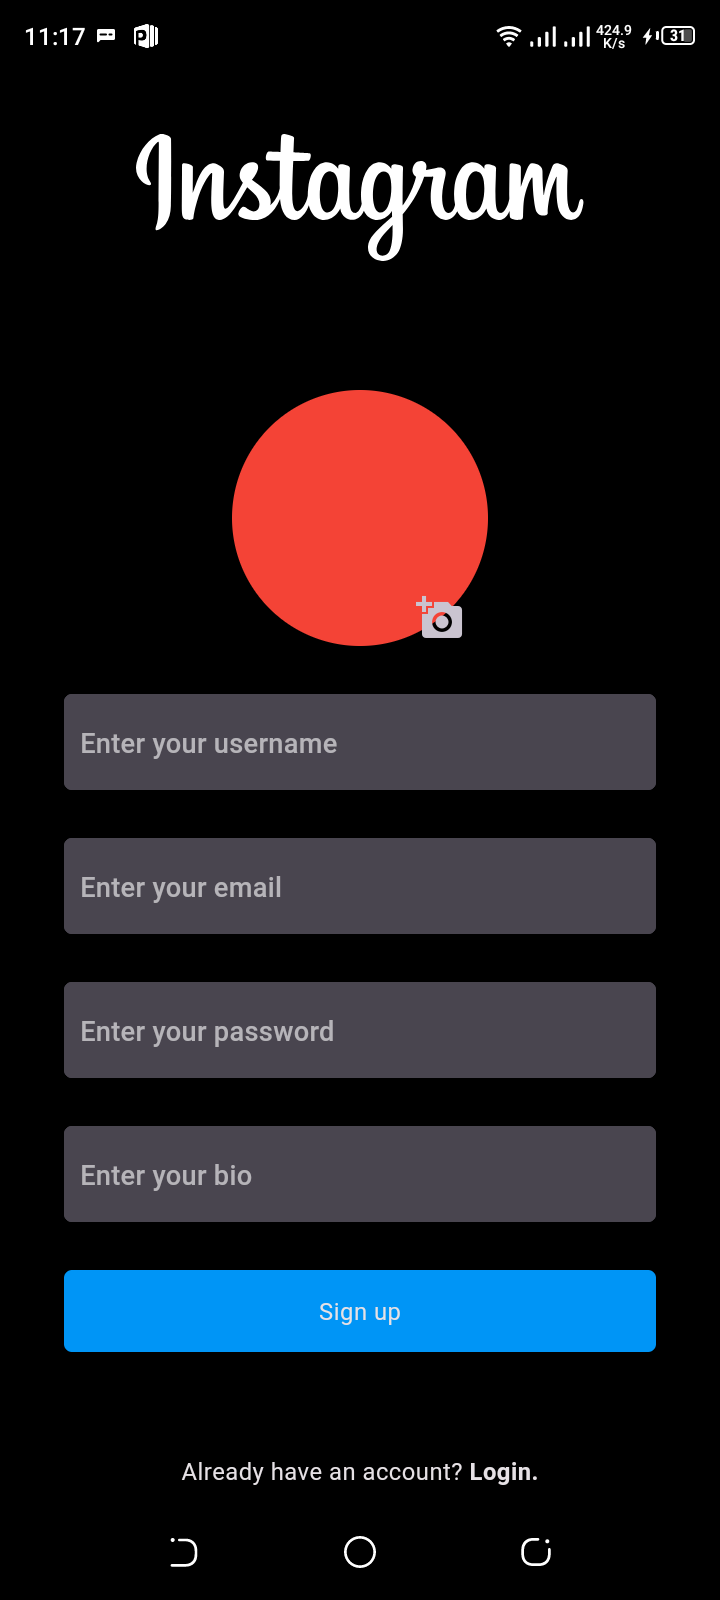 11:17 424.9 K/s 31
Instagram
Enter your username
Enter your email
Enter your password
Enter your bio
Sign up
Already have an account? Login.